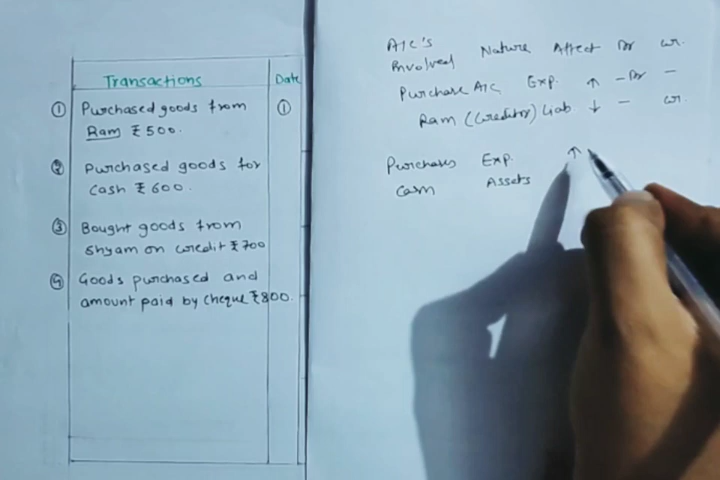 Transactions
Date
① Purchased goods from
Ram ₹500.
①
② Purchased goods for
cash ₹600.
③ Bought goods from
Shyam on credit ₹700
④ Goods purchased and
amount paid by cheque ₹800.
A/c's
Involved Nature Affect Dr Cr.
Purchase A/c Exp. ↑ - Dr -
Ram (Creditor) Liab ↓ - Cr.
Purchases Exp. ↑
Cash Assets